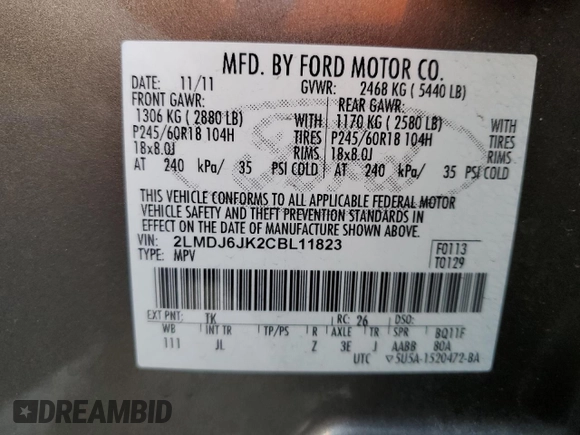 MFD. BY FORD MOTOR CO.
DATE: 11/11 GVWR: 2468 KG ( 5440 LB)
FRONT GAWR: REAR GAWR:
1306 KG ( 2880 LB) WITH 1170 KG ( 2580 LB) WITH
P245/60R18 104H TIRES P245/60R18 104H TIRES
18x8.0J RIMS 18x8.0J RIMS
AT 240 kPa/ 35 PSI COLD AT 240 kPa/ 35 PSI COLD
THIS VEHICLE CONFORMS TO ALL APPLICABLE FEDERAL MOTOR
VEHICLE SAFETY AND THEFT PREVENTION STANDARDS IN
EFFECT ON THE DATE OF MANUFACTURE SHOWN ABOVE.
VIN: 2LMDJ6JK2CBL11823
TYPE: MPV
F0113
T0129
EXT PNT: TK RC: 26 DSO:
WB INT TR TP/PS R AXLE TR SPR BQ11F
111 JL Z 3E J AABB 80A
UTC ▽5U5A-1520472-BA
DREAMBID